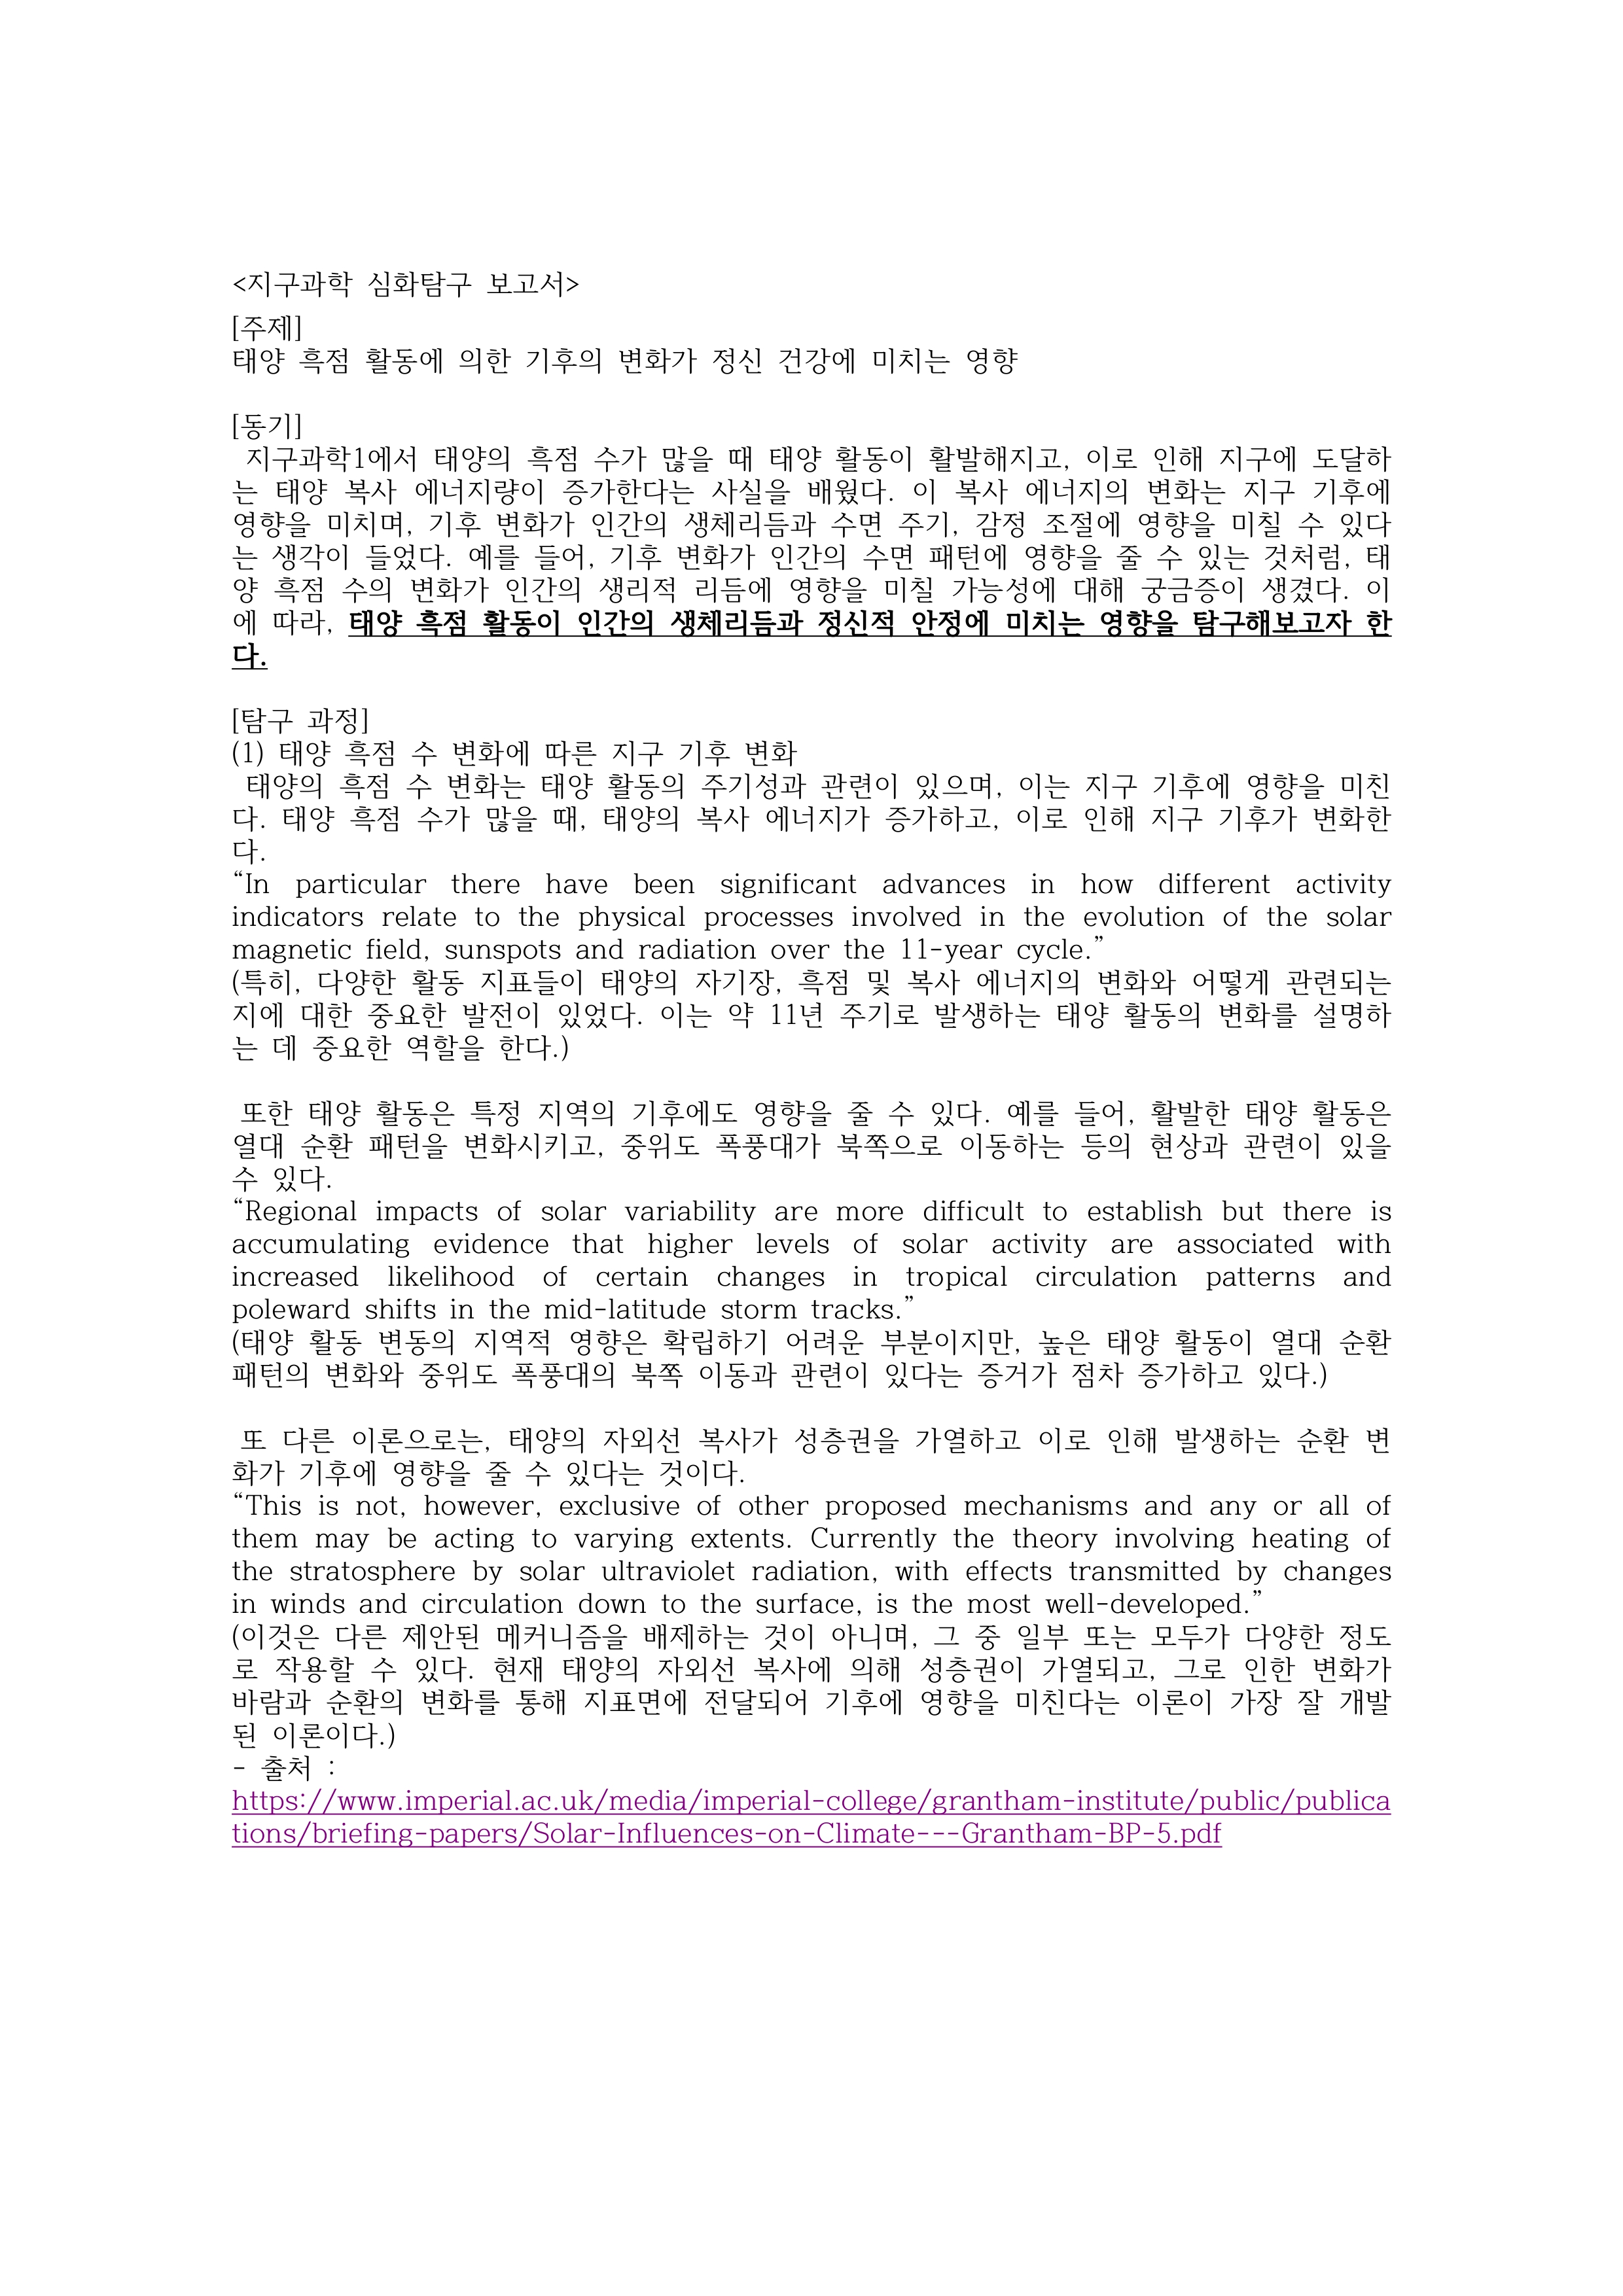 <지구과학 심화탐구 보고서>
[주제]
태양 흑점 활동에 의한 기후의 변화가 정신 건강에 미치는 영향
[동기]
지구과학1에서 태양의 흑점 수가 많을 때 태양 활동이 활발해지고, 이로 인해 지구에 도달하
는 태양 복사 에너지량이 증가한다는 사실을 배웠다. 이 복사 에너지의 변화는 지구 기후에
영향을 미치며, 기후 변화가 인간의 생체리듬과 수면 주기, 감정 조절에 영향을 미칠 수 있다
는 생각이 들었다. 예를 들어, 기후 변화가 인간의 수면 패턴에 영향을 줄 수 있는 것처럼, 태
양 흑점 수의 변화가 인간의 생리적 리듬에 영향을 미칠 가능성에 대해 궁금증이 생겼다. 이
에 따라, 태양 흑점 활동이 인간의 생체리듬과 정신적 안정에 미치는 영향을 탐구해보고자 한
다.
[탐구 과정]
(1) 태양 흑점 수 변화에 따른 지구 기후 변화
태양의 흑점 수 변화는 태양 활동의 주기성과 관련이 있으며, 이는 지구 기후에 영향을 미친
다. 태양 흑점 수가 많을 때, 태양의 복사 에너지가 증가하고, 이로 인해 지구 기후가 변화한
다.
“In particular there have been significant advances in how different activity
indicators relate to the physical processes involved in the evolution of the solar
magnetic field, sunspots and radiation over the 11-year cycle.”
(특히, 다양한 활동 지표들이 태양의 자기장, 흑점 및 복사 에너지의 변화와 어떻게 관련되는
지에 대한 중요한 발전이 있었다. 이는 약 11년 주기로 발생하는 태양 활동의 변화를 설명하
는 데 중요한 역할을 한다.)
또한 태양 활동은 특정 지역의 기후에도 영향을 줄 수 있다. 예를 들어, 활발한 태양 활동은
열대 순환 패턴을 변화시키고, 중위도 폭풍대가 북쪽으로 이동하는 등의 현상과 관련이 있을
수 있다.
“Regional impacts of solar variability are more difficult to establish but there is
accumulating evidence that higher levels of solar activity are associated with
increased likelihood of certain changes in tropical circulation patterns and
poleward shifts in the mid-latitude storm tracks.”
(태양 활동 변동의 지역적 영향은 확립하기 어려운 부분이지만, 높은 태양 활동이 열대 순환
패턴의 변화와 중위도 폭풍대의 북쪽 이동과 관련이 있다는 증거가 점차 증가하고 있다.)
또 다른 이론으로는, 태양의 자외선 복사가 성층권을 가열하고 이로 인해 발생하는 순환 변
화가 기후에 영향을 줄 수 있다는 것이다.
“This is not, however, exclusive of other proposed mechanisms and any or all of
them may be acting to varying extents. Currently the theory involving heating of
the stratosphere by solar ultraviolet radiation, with effects transmitted by changes
in winds and circulation down to the surface, is the most well-developed.”
(이것은 다른 제안된 메커니즘을 배제하는 것이 아니며, 그 중 일부 또는 모두가 다양한 정도
로 작용할 수 있다. 현재 태양의 자외선 복사에 의해 성층권이 가열되고, 그로 인한 변화가
바람과 순환의 변화를 통해 지표면에 전달되어 기후에 영향을 미친다는 이론이 가장 잘 개발
된 이론이다.)
- 출처 :
https://www.imperial.ac.uk/media/imperial-college/grantham-institute/public/publica
tions/briefing-papers/Solar-Influences-on-Climate---Grantham-BP-5.pdf